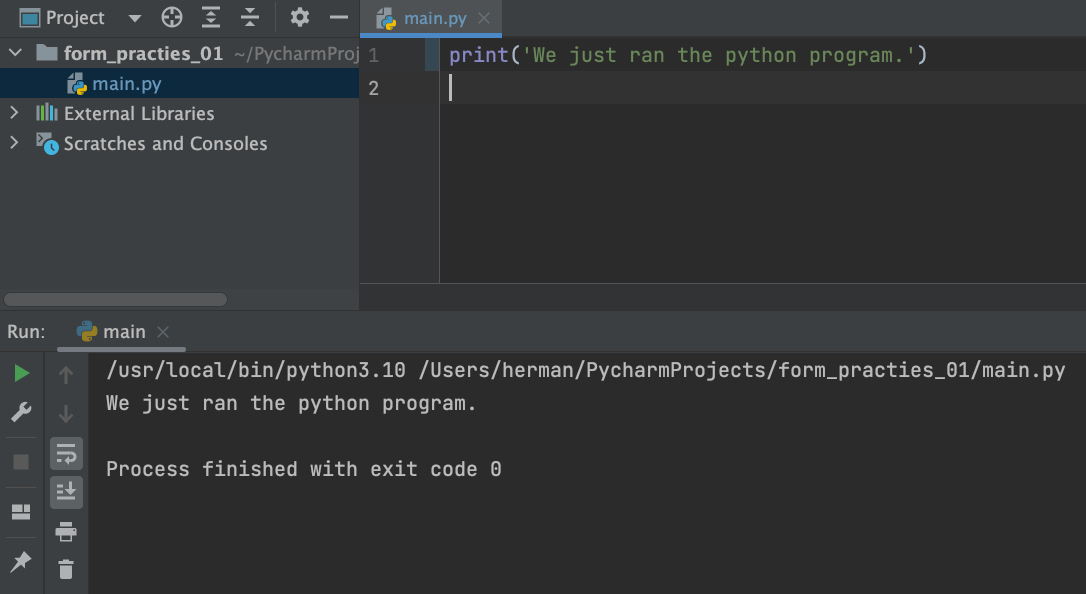 Project
main.py
form_practies_01 ~/PycharmProj
main.py
External Libraries
Scratches and Consoles
1 print('We just ran the python program.')
2
Run: main
/usr/local/bin/python3.10 /Users/herman/PycharmProjects/form_practies_01/main.py
We just ran the python program.
Process finished with exit code 0